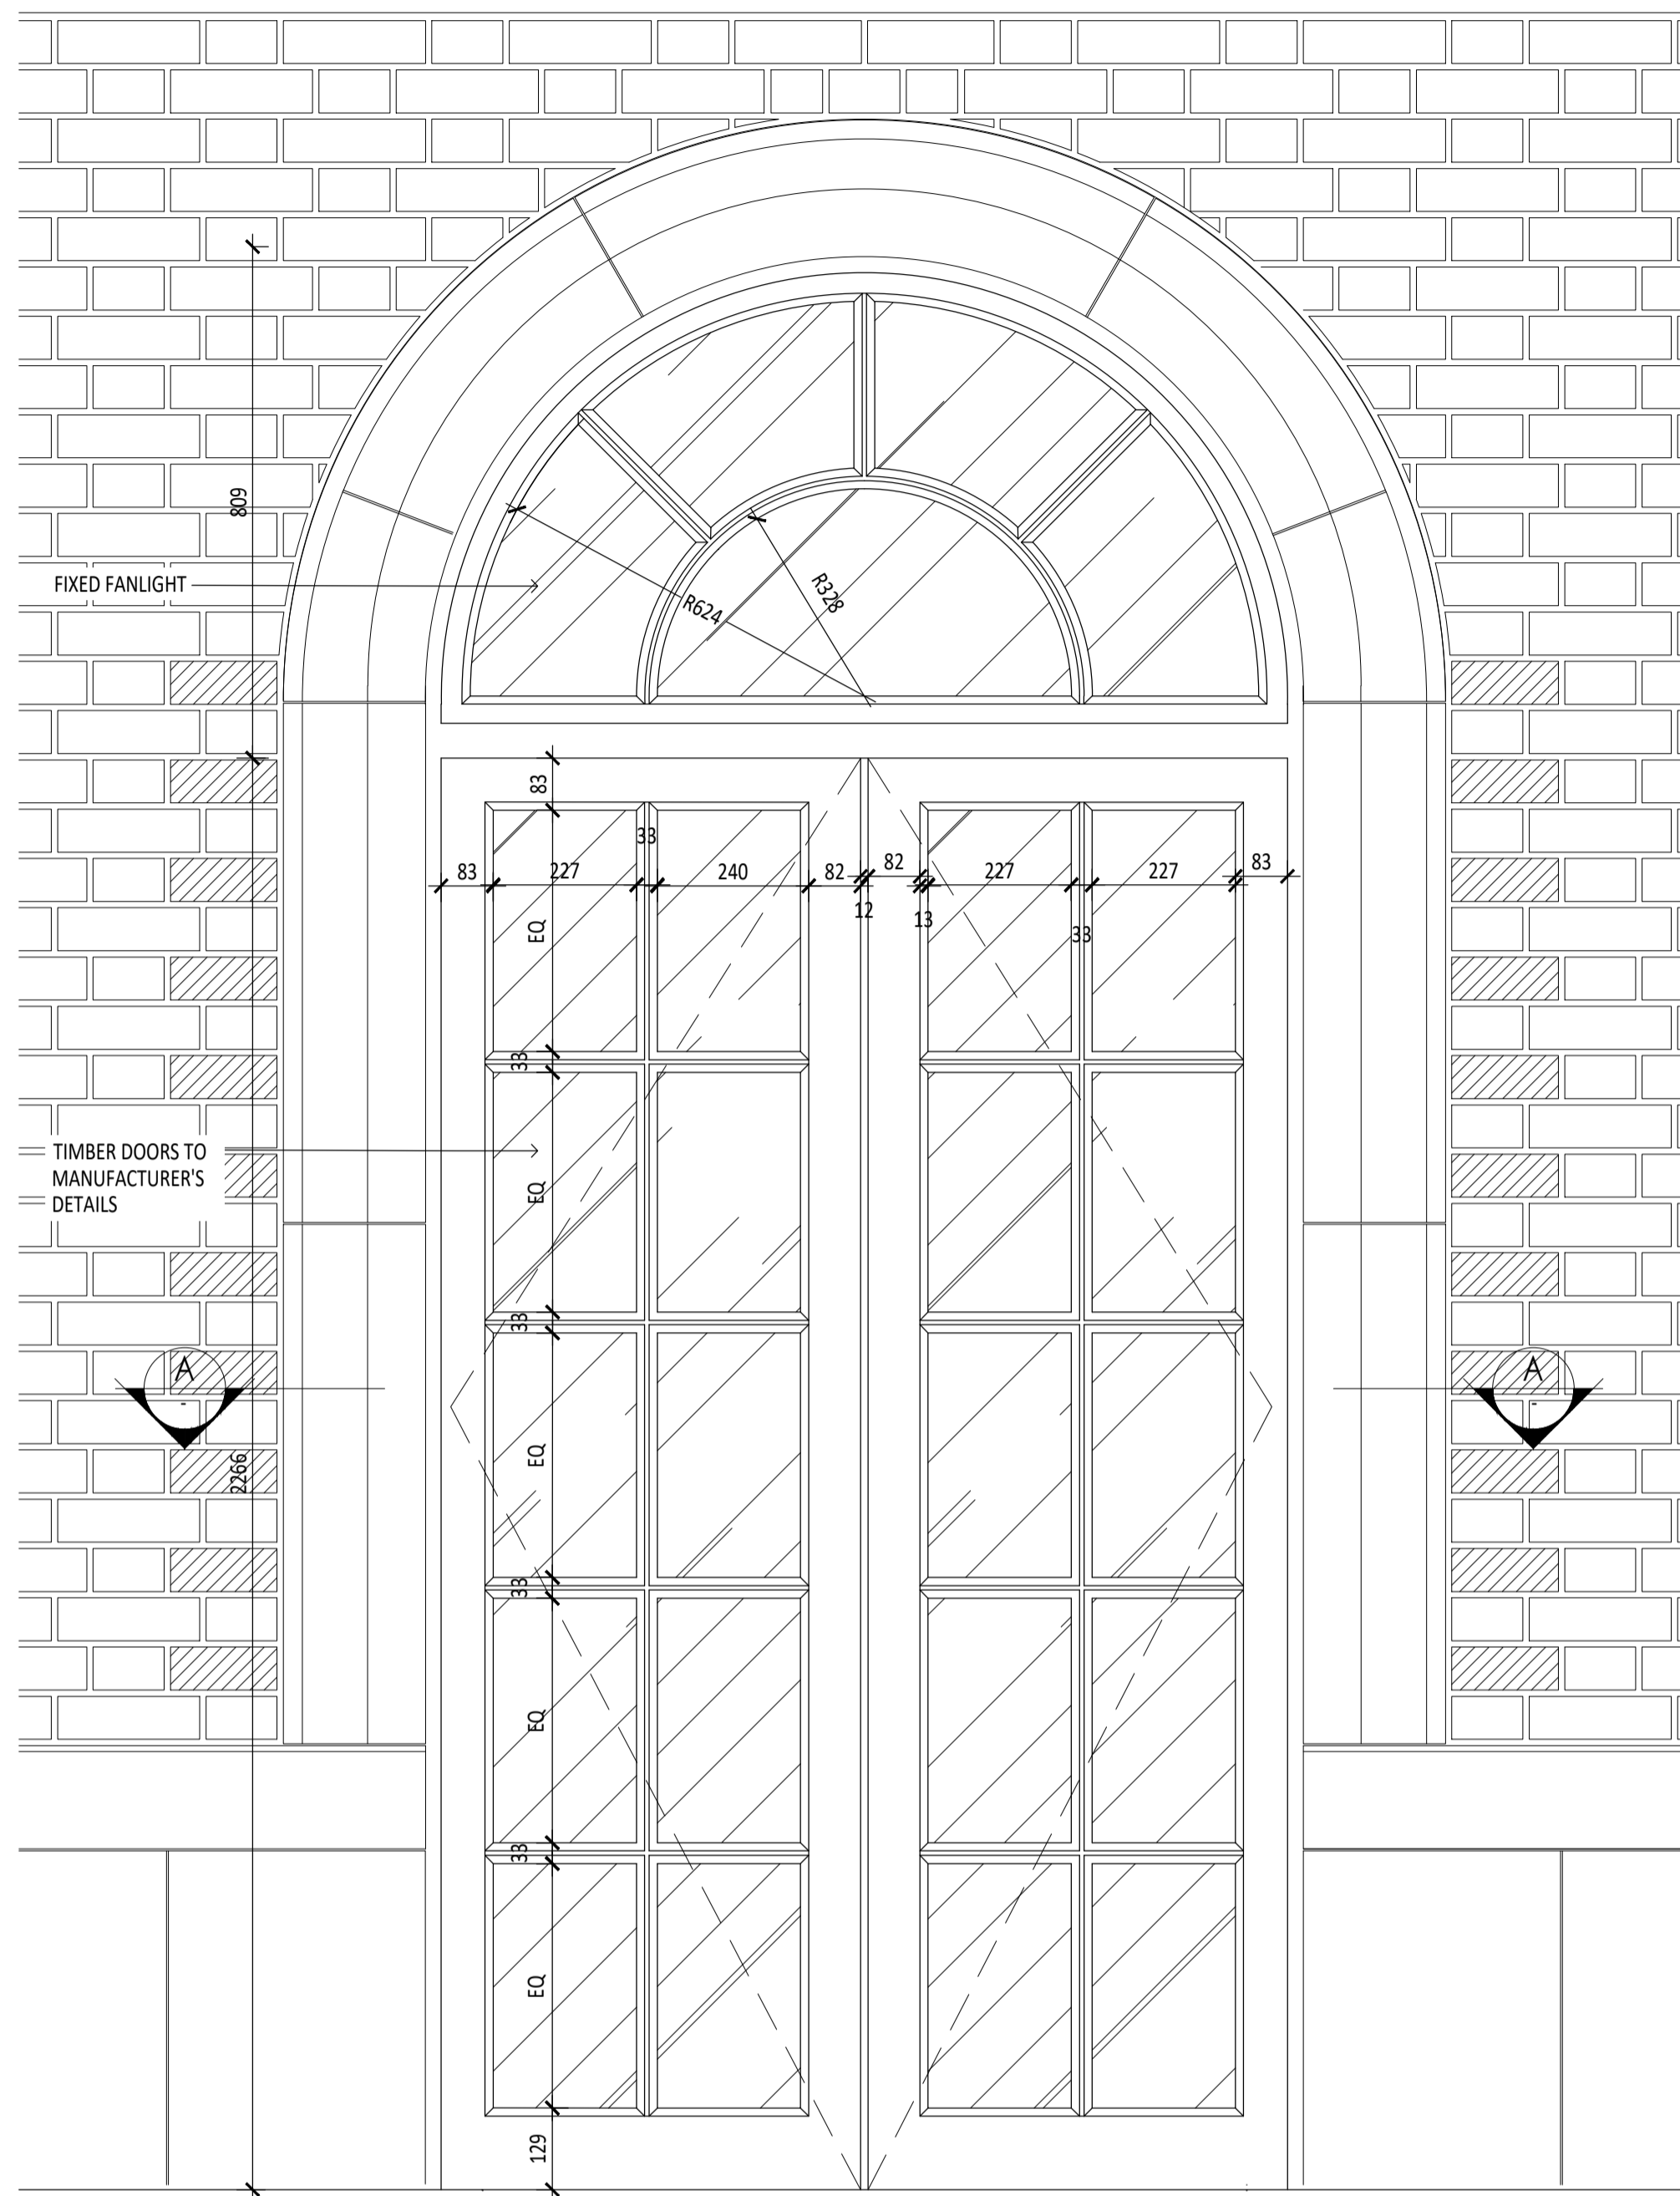 809
FIXED FANLIGHT
R624
R328
83
33
83
227
240
82
82
227
227
83
12
13
33
EQ
33
TIMBER DOORS TO
MANUFACTURER'S
DETAILS
EQ
33
A
-
A
-
2266
EQ
33
EQ
33
EQ
129